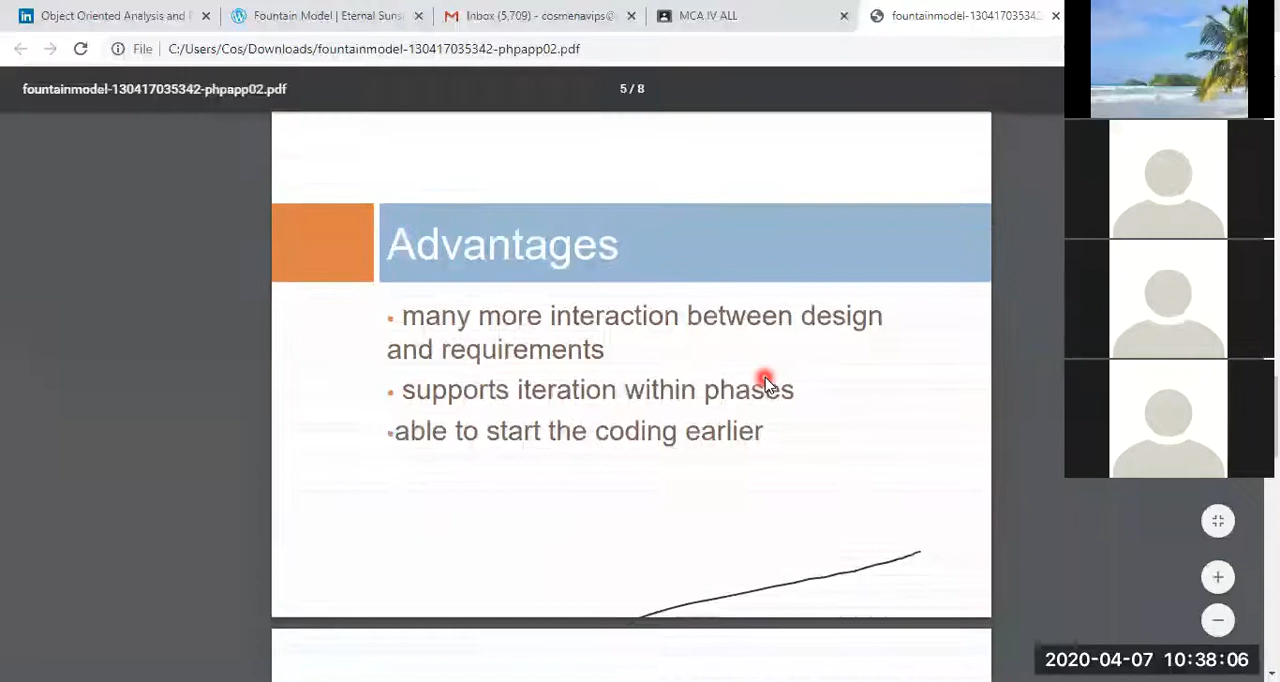 Object Oriented Analysis and
Fountain Model | Eternal Suns
Inbox (5,709) - cosmenavips@
MCA IV ALL
fountainmodel-130417035342
File C:/Users/Cos/Downloads/fountainmodel-130417035342-phpapp02.pdf
fountainmodel-130417035342-phpapp02.pdf
5 / 8
Advantages
• many more interaction between design
and requirements
• supports iteration within phases
•able to start the coding earlier
2020-04-07 10:38:06